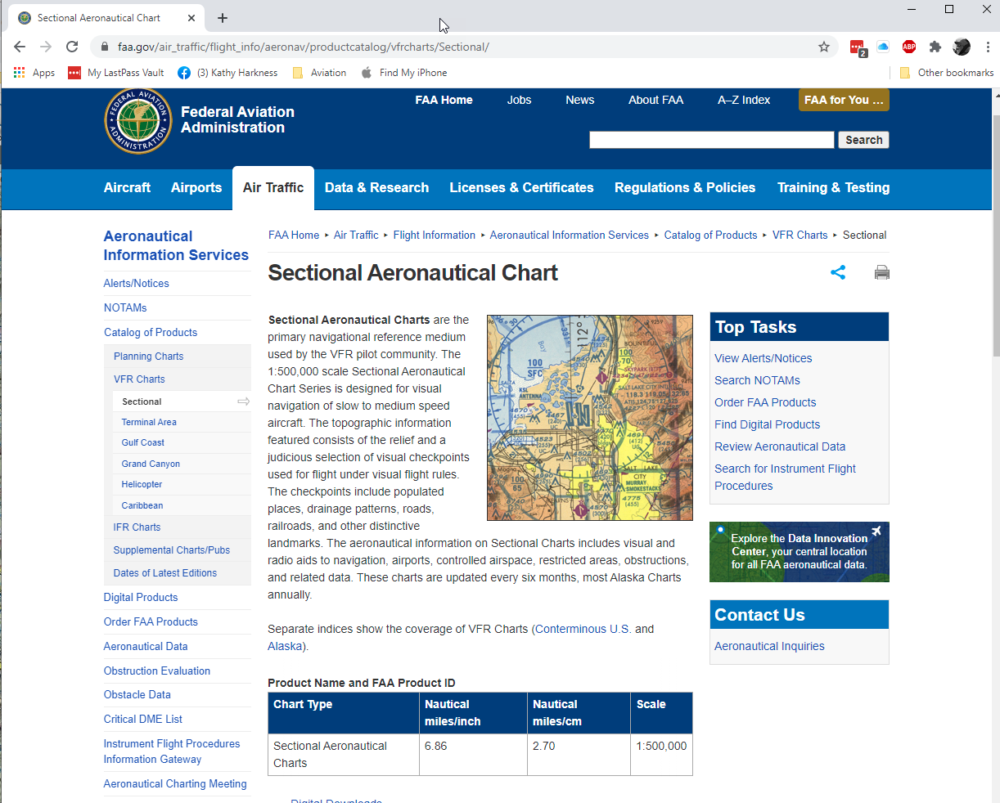 Sectional Aeronautical Chart
faa.gov/air_traffic/flight_info/aeronav/productcatalog/vfrcharts/Sectional/
2
ABP
Apps
My LastPass Vault
(3) Kathy Harkness
Aviation
Find My iPhone
Other bookmarks
FEDERAL AVIATION
ADMINISTRATION
Federal Aviation
Administration
FAA Home
Jobs
News
About FAA
A–Z Index
FAA for You ...
Search
Aircraft
Airports
Air Traffic
Data & Research
Licenses & Certificates
Regulations & Policies
Training & Testing
Aeronautical
Information Services
Alerts/Notices
NOTAMs
Catalog of Products
Planning Charts
VFR Charts
Sectional
Terminal Area
Gulf Coast
Grand Canyon
Helicopter
Caribbean
IFR Charts
Supplemental Charts/Pubs
Dates of Latest Editions
Digital Products
Order FAA Products
Aeronautical Data
Obstruction Evaluation
Obstacle Data
Critical DME List
Instrument Flight Procedures
Information Gateway
Aeronautical Charting Meeting
FAA Home ▸ Air Traffic ▸ Flight Information ▸ Aeronautical Information Services ▸ Catalog of Products ▸ VFR Charts ▸ Sectional
Sectional Aeronautical Chart
Sectional Aeronautical Charts are the
primary navigational reference medium
used by the VFR pilot community. The
1:500,000 scale Sectional Aeronautical
Chart Series is designed for visual
navigation of slow to medium speed
aircraft. The topographic information
featured consists of the relief and a
judicious selection of visual checkpoints
used for flight under visual flight rules.
The checkpoints include populated
places, drainage patterns, roads,
railroads, and other distinctive
landmarks. The aeronautical information on Sectional Charts includes visual and
radio aids to navigation, airports, controlled airspace, restricted areas, obstructions,
and related data. These charts are updated every six months, most Alaska Charts
annually.
112°
BOUNTIFUL
100
SFC
KSL
ANTENNA
SALT LAKE
CITY
MURRAY
SMOKESTACKS
4775
(455)
Separate indices show the coverage of VFR Charts (Conterminous U.S. and
Alaska).
Product Name and FAA Product ID
Chart Type
Nautical
miles/inch
Nautical
miles/cm
Scale
Sectional Aeronautical
Charts
6.86
2.70
1:500,000
Digital Downloads
Top Tasks
View Alerts/Notices
Search NOTAMs
Order FAA Products
Find Digital Products
Review Aeronautical Data
Search for Instrument Flight
Procedures
Explore the Data Innovation
Center, your central location
for all FAA aeronautical data.
Contact Us
Aeronautical Inquiries